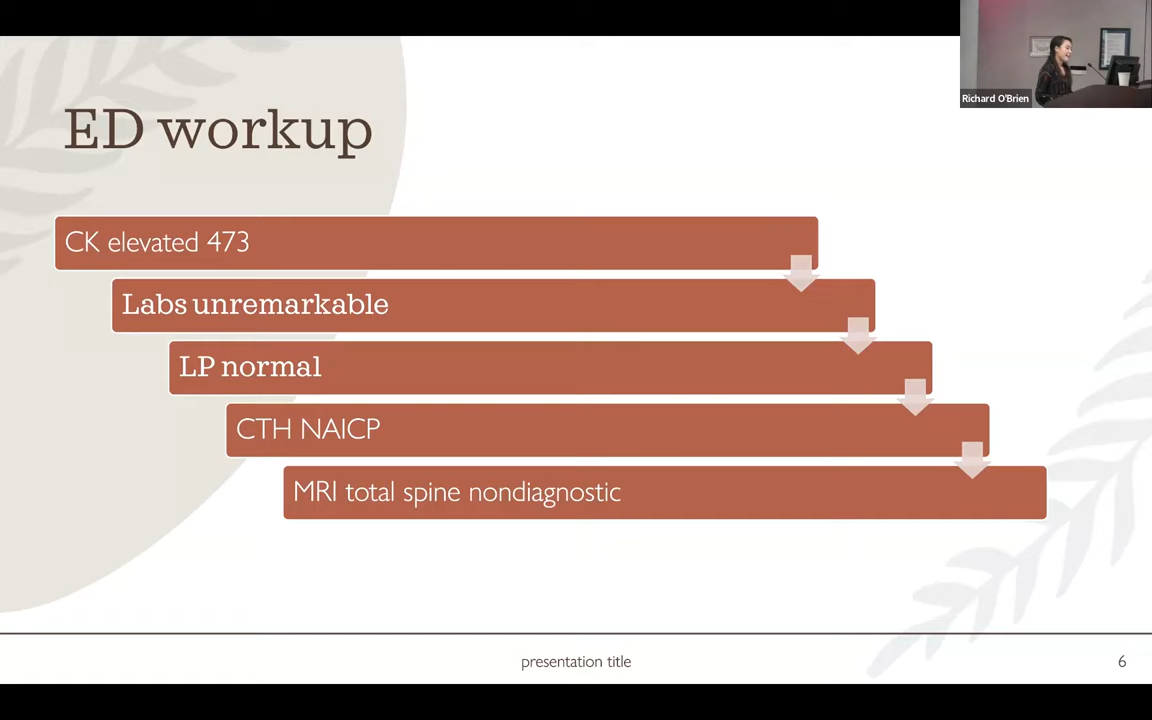 Richard O'Brien
ED workup
CK elevated 473
Labs unremarkable
LP normal
CTH NAICP
MRI total spine nondiagnostic
presentation title
6